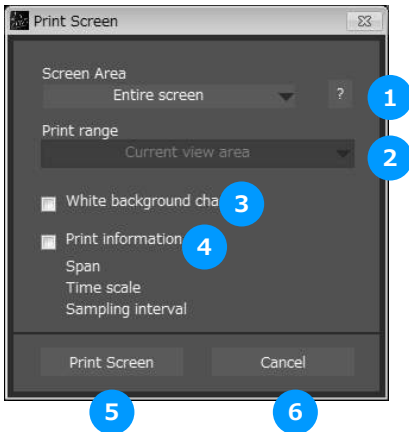 Print Screen
Screen Area
Entire screen
?
1
Print range
Current view area
2
White background
3
Print information
4
Span
Time scale
Sampling interval
Print Screen
Cancel
5
6